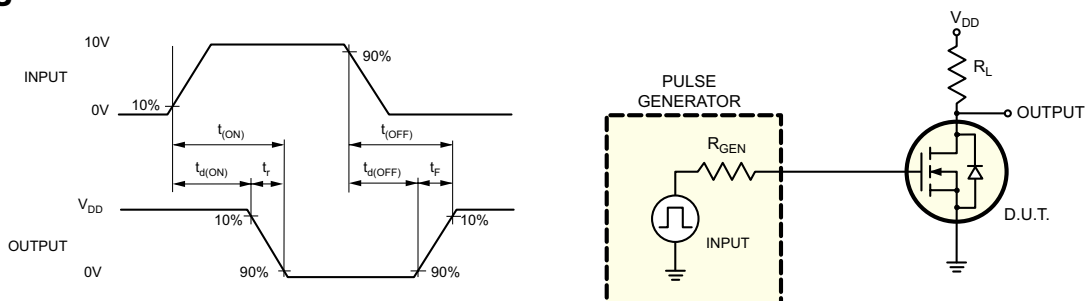 10V
INPUT
0V
10%
90%
t(ON)
t(OFF)
td(ON)
tr
td(OFF)
tF
VDD
OUTPUT
0V
10%
90%
10%
90%
VDD
RL
OUTPUT
PULSE
GENERATOR
RGEN
INPUT
D.U.T.